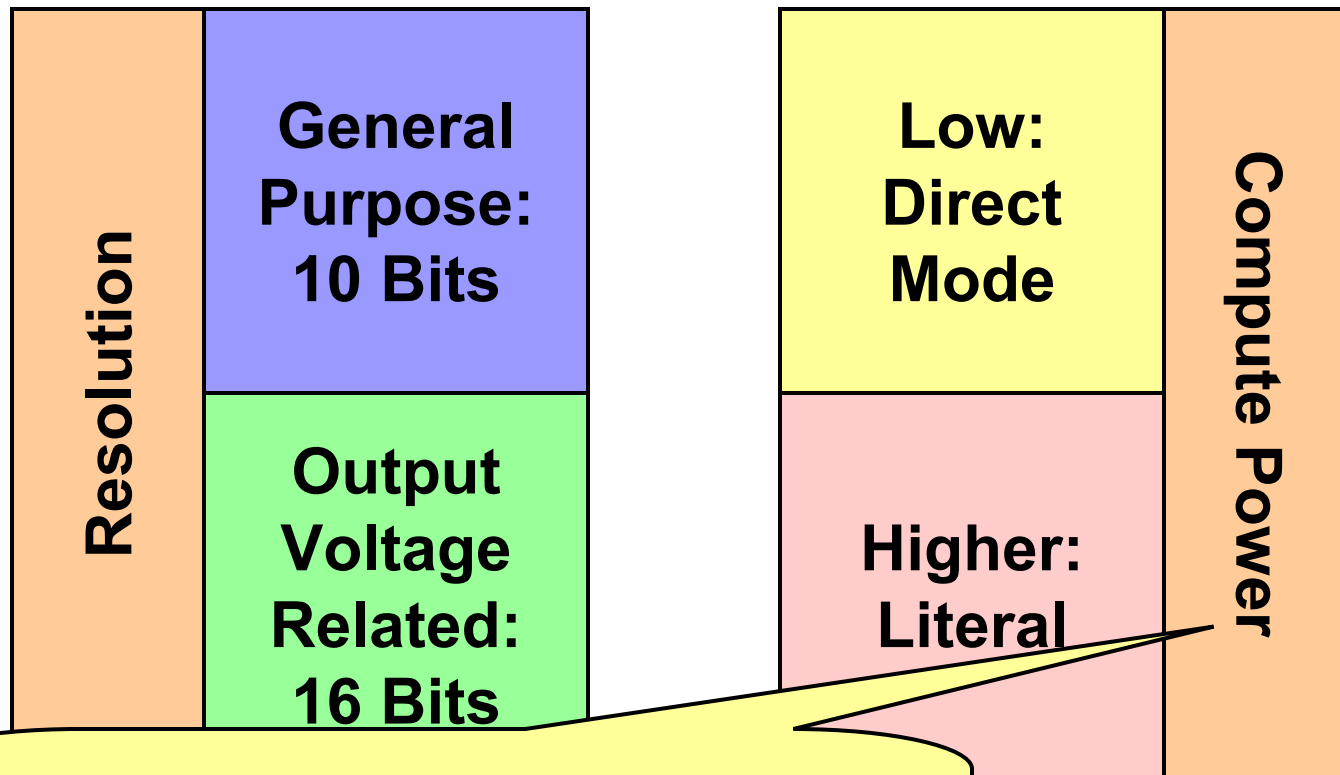 Resolution
General
Purpose:
10 Bits
Output
Voltage
Related:
16 Bits
Low:
Direct
Mode
Higher:
Literal
Compute Power